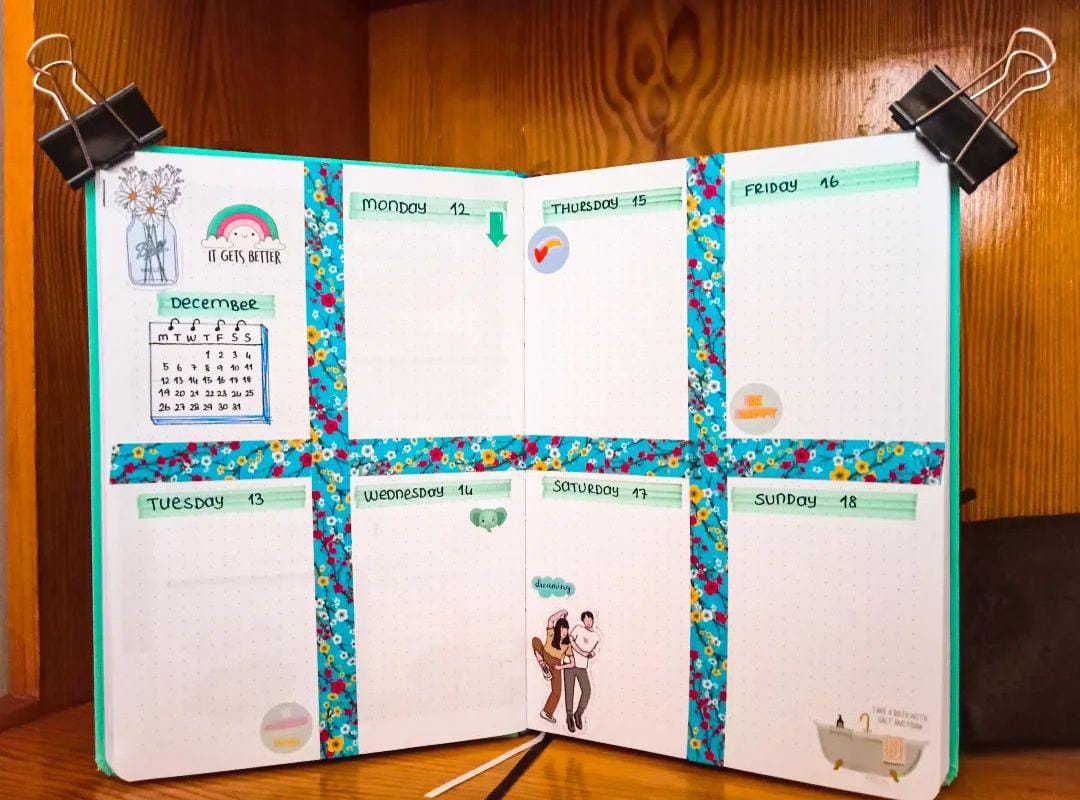 IT GETS BETTER
DECEMBER
M T W T F S S
1 2 3 4
5 6 7 8 9 10 11
12 13 14 15 16 17 18
19 20 21 22 23 24 25
26 27 28 29 30 31
MONDAY 12
TUESDAY 13
WEDNESDAY 14
THURSDAY 15
FRIDAY 16
BE
HAPPY
SATURDAY 17
dreaming
SUNDAY 18
TAKE A BATH WITH
SALT AND FOAM